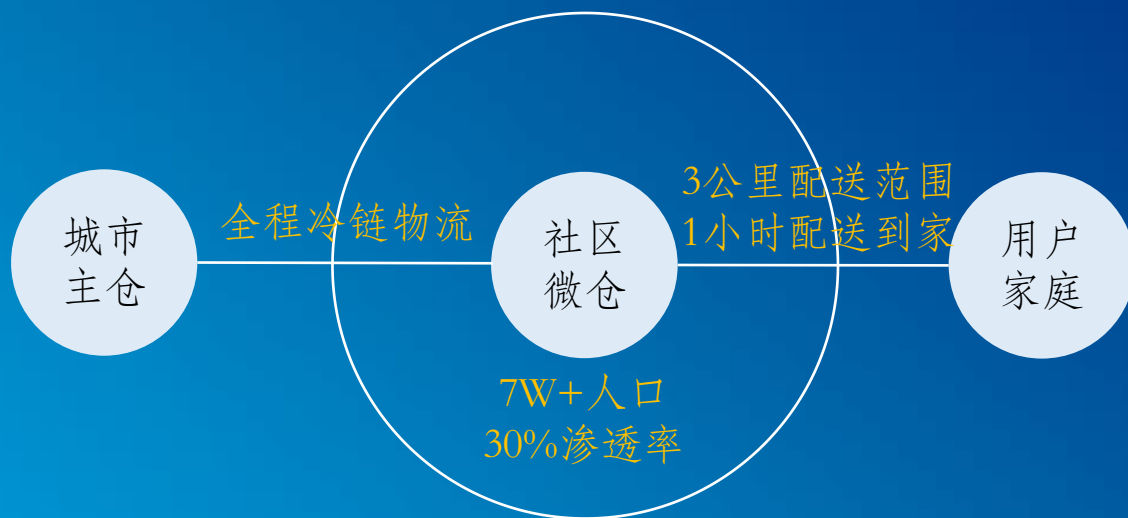 城市
主仓
全程冷链物流
社区
微仓
3公里配送范围
1小时配送到家
用户
家庭
7W+人口
30%渗透率